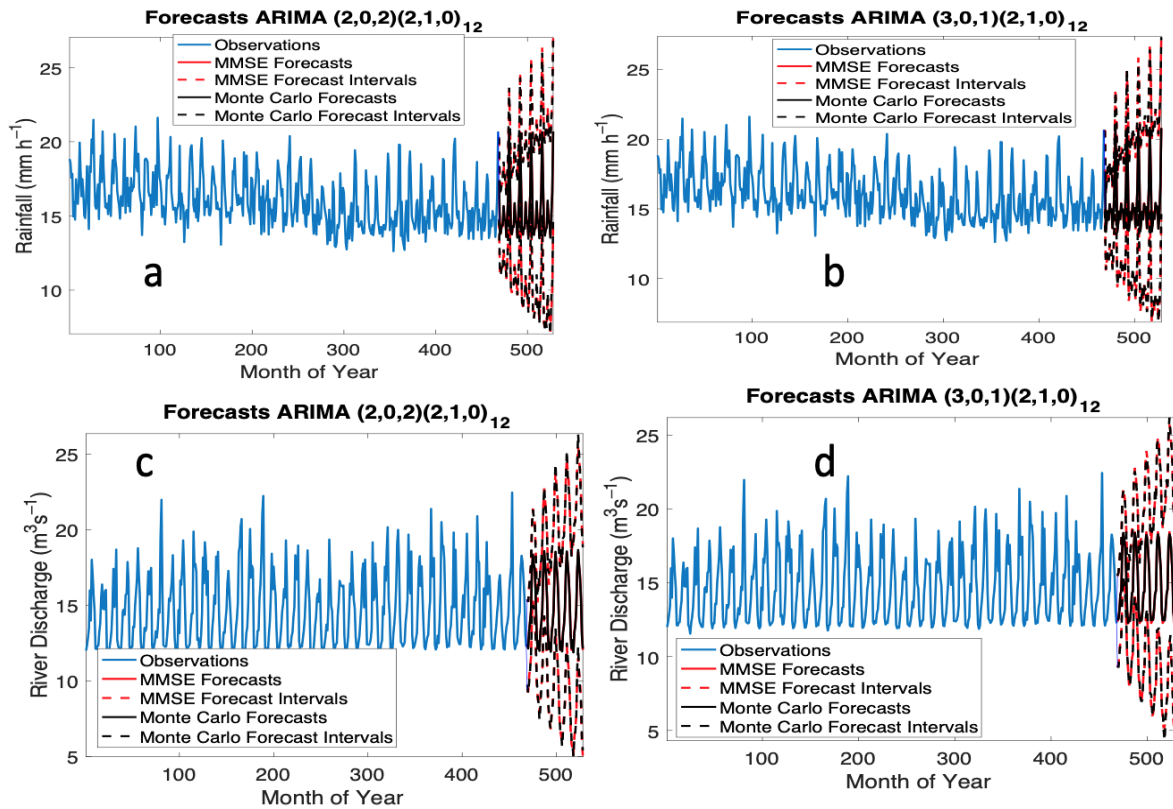 Forecasts ARIMA (2,0,2)(2,1,0)12
Observations
MMSE Forecasts
MMSE Forecast Intervals
Monte Carlo Forecasts
Monte Carlo Forecast Intervals
25
20
15
10
Rainfall (mm h−1)
a
100 200 300 400 500
Month of Year
Forecasts ARIMA (3,0,1)(2,1,0)12
Observations
MMSE Forecasts
MMSE Forecast Intervals
Monte Carlo Forecasts
Monte Carlo Forecast Intervals
25
20
15
10
Rainfall (mm h−1)
b
100 200 300 400 500
Month of Year
Forecasts ARIMA (2,0,2)(2,1,0)12
c
25
20
15
10
5
River Discharge (m3s−1)
Observations
MMSE Forecasts
MMSE Forecast Intervals
Monte Carlo Forecasts
Monte Carlo Forecast Intervals
100 200 300 400 500
Month of Year
Forecasts ARIMA (3,0,1)(2,1,0)12
d
25
20
15
10
5
River Discharge (m3s−1)
Observations
MMSE Forecasts
MMSE Forecast Intervals
Monte Carlo Forecasts
Monte Carlo Forecast Intervals
100 200 300 400 500
Month of Year